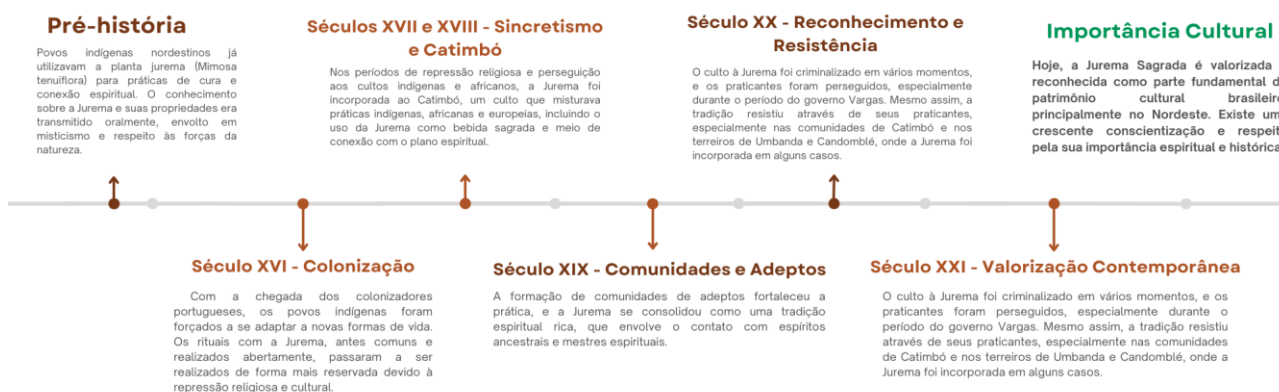 Pré-história
Povos indígenas nordestinos já
utilizavam a planta jurema (Mimosa
tenuiflora) para práticas de cura e
conexão espiritual. O conhecimento
sobre a Jurema e suas propriedades era
transmitido oralmente, envolto em
misticismo e respeito às forças da
natureza.
Séculos XVII e XVIII - Sincretismo
e Catimbó
Nos períodos de repressão religiosa e perseguição
aos cultos indígenas e africanos, a Jurema foi
incorporada ao Catimbó, um culto que misturava
práticas indígenas, africanas e europeias, incluindo o
uso da Jurema como bebida sagrada e meio de
conexão com o plano espiritual.
Século XX - Reconhecimento e
Resistência
O culto à Jurema foi criminalizado em vários momentos,
e os praticantes foram perseguidos, especialmente
durante o período do governo Vargas. Mesmo assim, a
tradição resistiu através de seus praticantes,
especialmente nas comunidades de Catimbó e nos
terreiros de Umbanda e Candomblé, onde a Jurema foi
incorporada em alguns casos.
Importância Cultural
Hoje, a Jurema Sagrada é valorizada
reconhecida como parte fundamental d
patrimônio cultural brasileir
principalmente no Nordeste. Existe um
crescente conscientização e respeit
pela sua importância espiritual e histórica
Século XVI - Colonização
Com a chegada dos colonizadores
portugueses, os povos indígenas foram
forçados a se adaptar a novas formas de vida.
Os rituais com a Jurema, antes comuns e
realizados abertamente, passaram a ser
realizados de forma mais reservada devido à
repressão religiosa e cultural.
Século XIX - Comunidades e Adeptos
A formação de comunidades de adeptos fortaleceu a
prática, e a Jurema se consolidou como uma tradição
espiritual rica, que envolve o contato com espíritos
ancestrais e mestres espirituais.
Século XXI - Valorização Contemporânea
O culto à Jurema foi criminalizado em vários momentos, e os
praticantes foram perseguidos, especialmente durante o
período do governo Vargas. Mesmo assim, a tradição resistiu
através de seus praticantes, especialmente nas comunidades
de Catimbó e nos terreiros de Umbanda e Candomblé, onde a
Jurema foi incorporada em alguns casos.